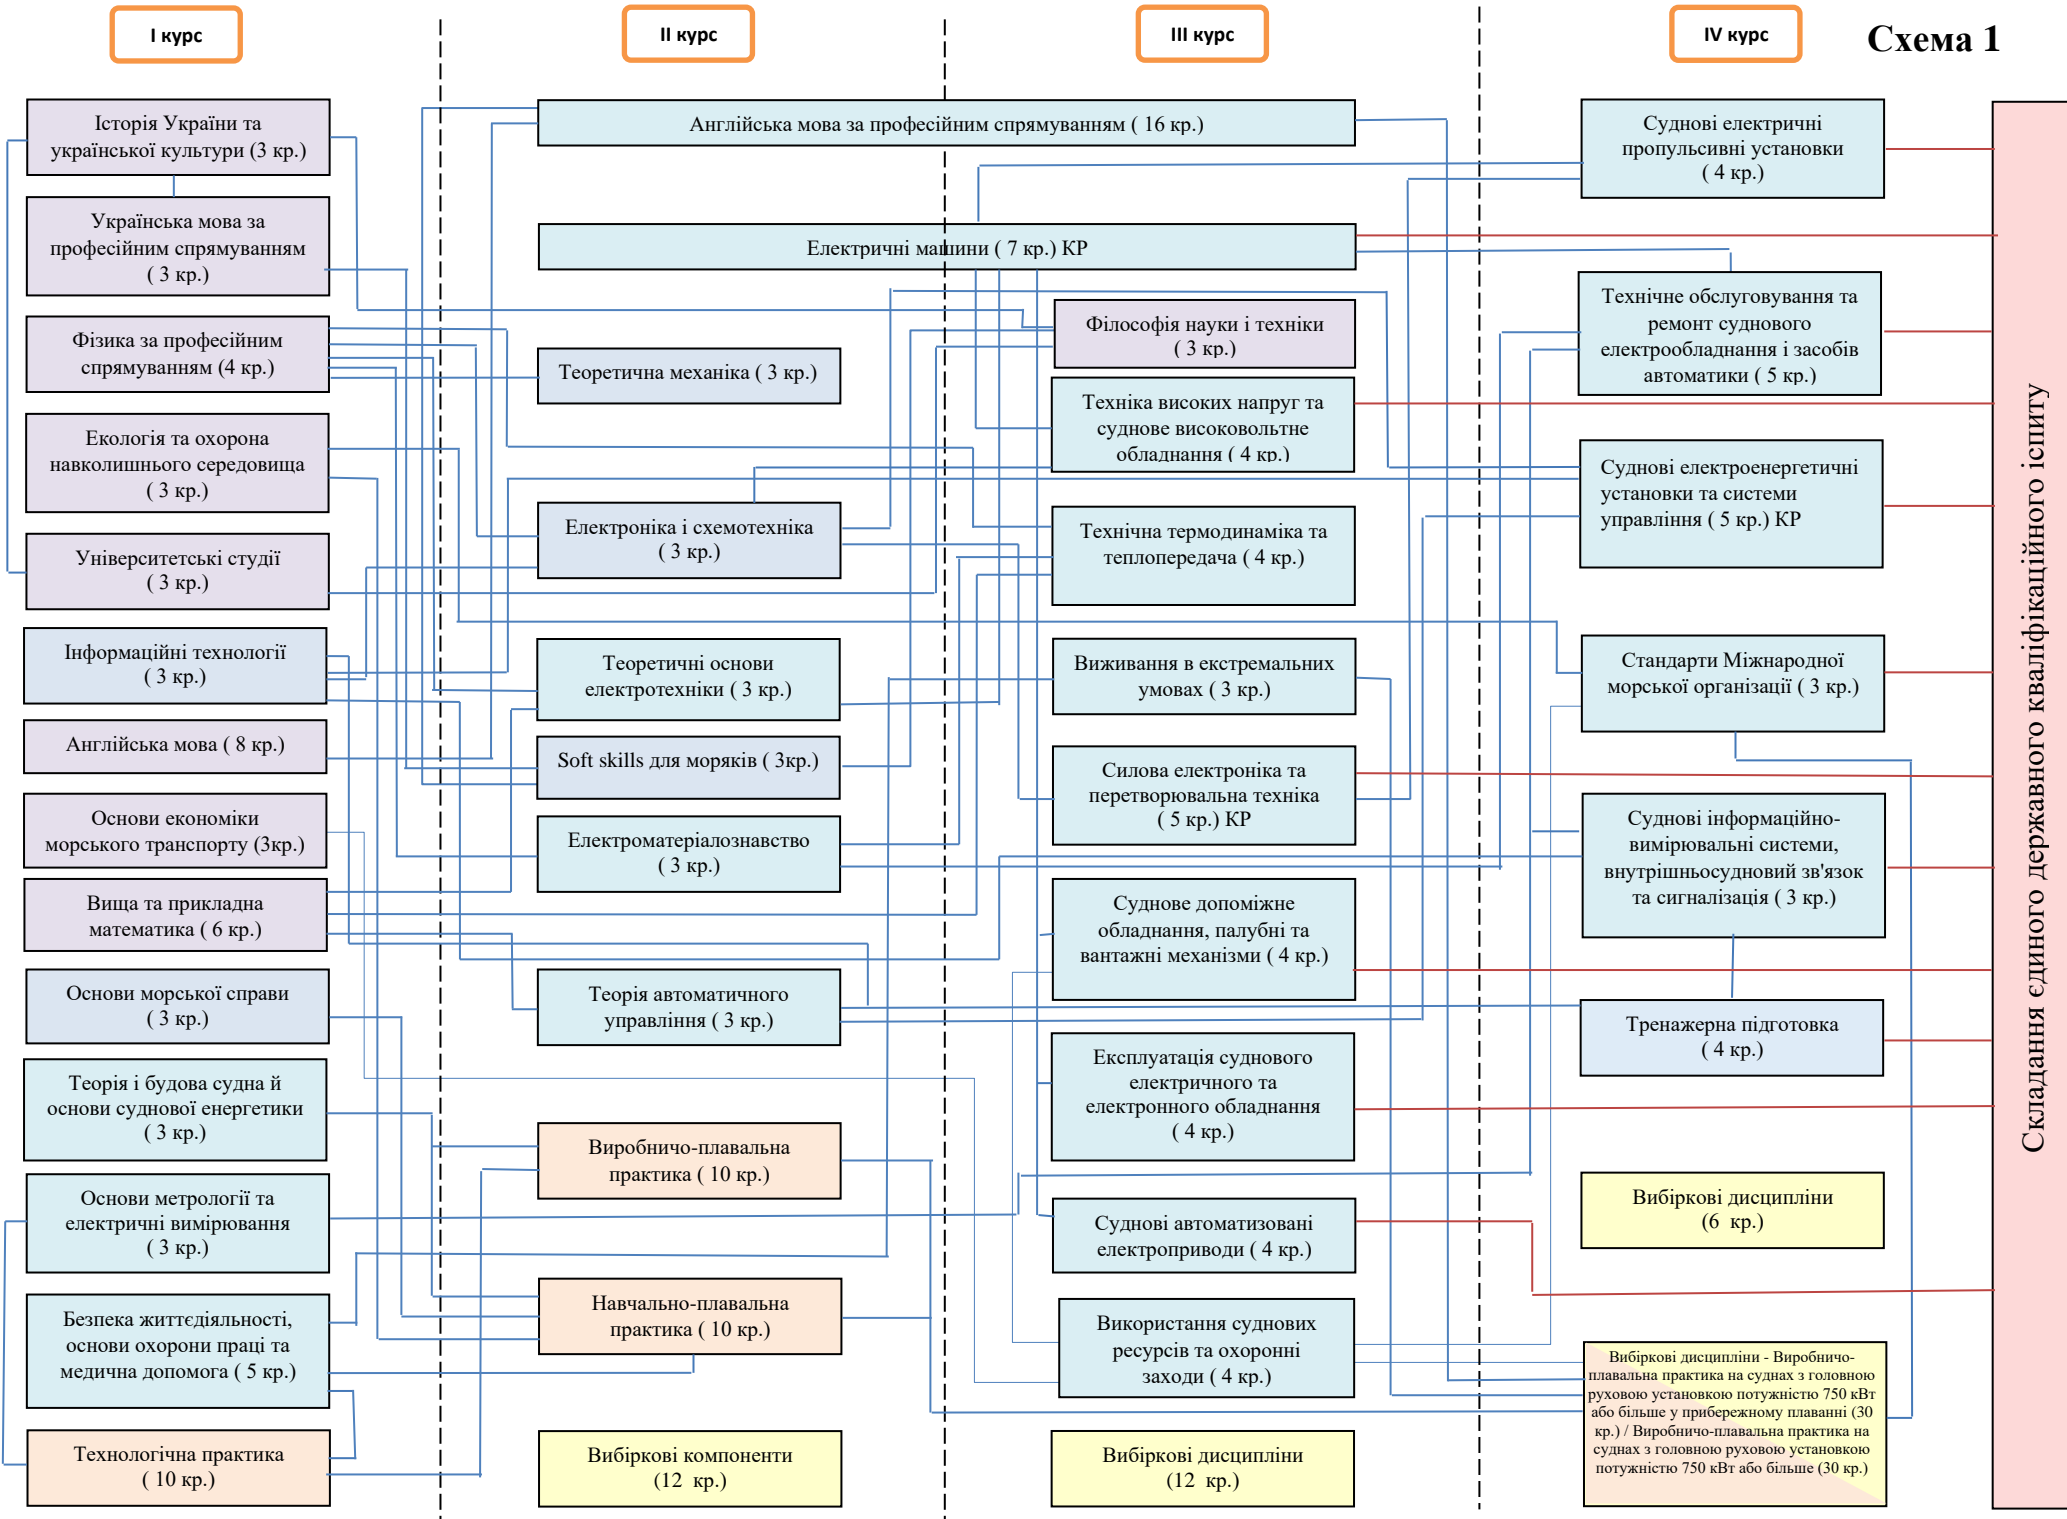 І курс
ІІ курс
ІІІ курс
IV курс
Схема 1
Історія України та
української культури (3 кр.)
Українська мова за
професійним спрямуванням
( 3 кр.)
Фізика за професійним
спрямуванням (4 кр.)
Екологія та охорона
навколишнього середовища
( 3 кр.)
Університетські студії
( 3 кр.)
Інформаційні технології
( 3 кр.)
Англійська мова ( 8 кр.)
Основи економіки
морського транспорту (3кр.)
Вища та прикладна
математика ( 6 кр.)
Основи морської справи
( 3 кр.)
Теорія і будова судна й
основи суднової енергетики
( 3 кр.)
Основи метрології та
електричні вимірювання
( 3 кр.)
Безпека життєдіяльності,
основи охорони праці та
медична допомога ( 5 кр.)
Технологічна практика
( 10 кр.)
Англійська мова за професійним спрямуванням ( 16 кр.)
Електричні машини ( 7 кр.) КР
Теоретична механіка ( 3 кр.)
Електроніка і схемотехніка
( 3 кр.)
Теоретичні основи
електротехніки ( 3 кр.)
Soft skills для моряків ( 3кр.)
Електроматеріалознавство
( 3 кр.)
Теорія автоматичного
управління ( 3 кр.)
Виробничо-плавальна
практика ( 10 кр.)
Навчально-плавальна
практика ( 10 кр.)
Вибіркові компоненти
(12 кр.)
Філософія науки і техніки
( 3 кр.)
Техніка високих напруг та
суднове високовольтне
обладнання ( 4 кр.)
Технічна термодинаміка та
теплопередача ( 4 кр.)
Виживання в екстремальних
умовах ( 3 кр.)
Силова електроніка та
перетворювальна техніка
( 5 кр.) КР
Суднове допоміжне
обладнання, палубні та
вантажні механізми ( 4 кр.)
Експлуатація суднового
електричного та
електронного обладнання
( 4 кр.)
Суднові автоматизовані
електроприводи ( 4 кр.)
Використання суднових
ресурсів та охоронні
заходи ( 4 кр.)
Вибіркові дисципліни
(12 кр.)
Суднові електричні
пропульсивні установки
( 4 кр.)
Технічне обслуговування та
ремонт суднового
електрообладнання і засобів
автоматики ( 5 кр.)
Суднові електроенергетичні
установки та системи
управління ( 5 кр.) КР
Стандарти Міжнародної
морської організації ( 3 кр.)
Суднові інформаційно-
вимірювальні системи,
внутрішньосудновий зв'язок
та сигналізація ( 3 кр.)
Тренажерна підготовка
( 4 кр.)
Вибіркові дисципліни
(6 кр.)
Вибіркові дисципліни - Виробничо-
плавальна практика на суднах з головною
руховою установкою потужністю 750 кВт
або більше у прибережному плаванні (30
кр.) / Виробничо-плавальна практика на
суднах з головною руховою установкою
потужністю 750 кВт або більше (30 кр.)
Складання єдиного державного кваліфікаційного іспиту